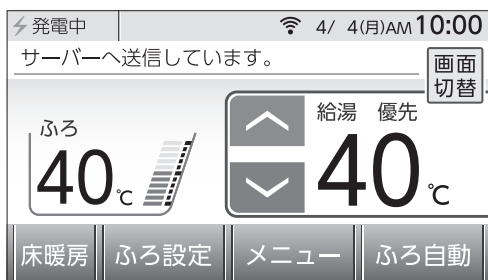 発電中 4/ 4(月)AM10:00
サーバーへ送信しています。
画面
切替
ふろ
40℃
給湯 優先
40℃
床暖房 ふろ設定 メニュー ふろ自動